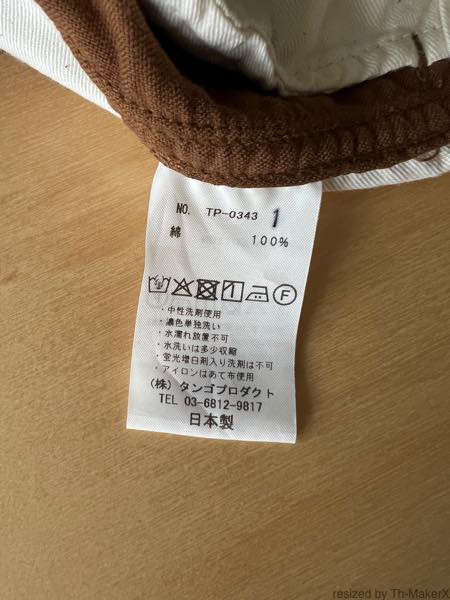 NO. TP-0343 1
綿 100%
F
・中性洗剤使用
・濃色単独洗い
・水濡れ放置不可
・水洗いは多少収縮
・蛍光増白剤入り洗剤は不可
・アイロンはあて布使用
(株) タンゴプロダクト
TEL 03-6812-9817
日本製
resized by Th-MakerX